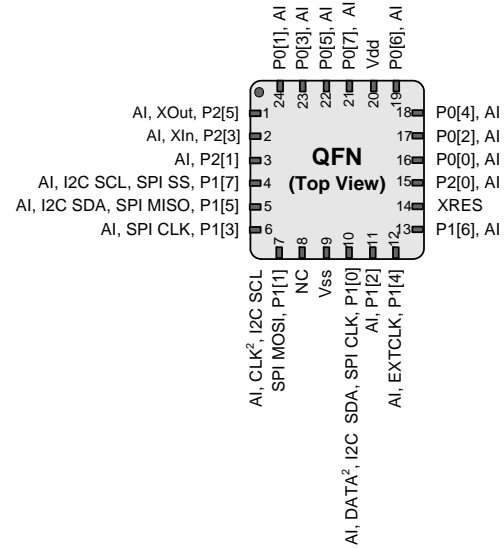 P0[1], AI
P0[3], AI
P0[5], AI
P0[7], AI
Vdd
P0[6], AI
24
23
22
21
20
19
AI, XOut, P2[5]
1
AI, XIn, P2[3]
2
AI, P2[1]
3
AI, I2C SCL, SPI SS, P1[7]
4
AI, I2C SDA, SPI MISO, P1[5]
5
AI, SPI CLK, P1[3]
6
QFN
(Top View)
18
P0[4], AI
17
P0[2], AI
16
P0[0], AI
15
P2[0], AI
14
XRES
13
P1[6], AI
7
8
9
10
11
12
AI, CLK², I2C SCL
SPI MOSI, P1[1]
NC
Vss
AI, DATA², I2C SDA, SPI CLK, P1[0]
AI, P1[2]
AI, EXTCLK, P1[4]